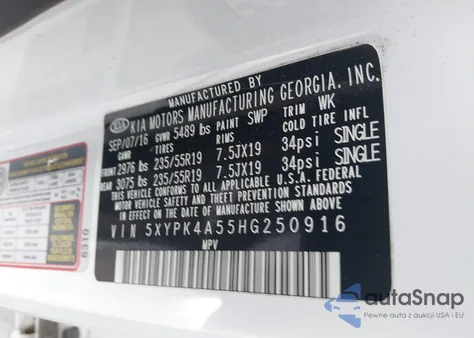 MANUFACTURED BY
KIA KIA MOTORS MANUFACTURING GEORGIA, INC.
SEP/07/16 GVWR 5489 lbs PAINT SWP TRIM WK
GAWR TIRES RIMS COLD TIRE INFL
FRONT 2976 lbs 235/55R19 7.5JX19 34psi SINGLE
REAR 3075 lbs 235/55R19 7.5JX19 34psi SINGLE
THIS VEHICLE CONFORMS TO ALL APPLICABLE U.S.A. FEDERAL
MOTOR VEHICLE SAFETY STANDARDS IN EFFECT ON THE DATE
OF MANUFACTURE SHOWN ABOVE.
VIN 5XYPK4A55HG250916
MPV
6310
autoSnap
Pewne auta z aukcji USA i EU